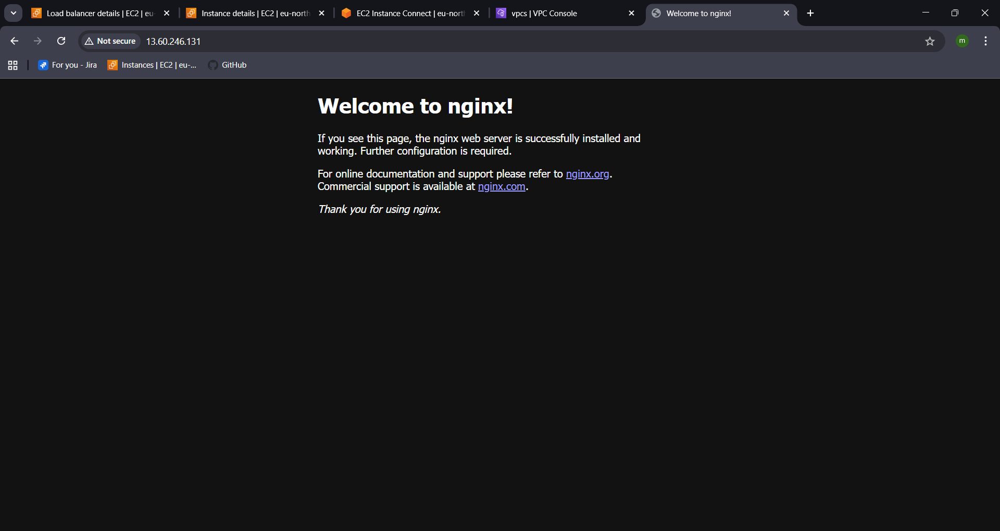 Load balancer details | EC2 | eu-
Instance details | EC2 | eu-north
EC2 Instance Connect | eu-nort
vpcs | VPC Console
Welcome to nginx!
Not secure
13.60.246.131
m
For you - Jira
Instances | EC2 | eu-...
GitHub
Welcome to nginx!
If you see this page, the nginx web server is successfully installed and
working. Further configuration is required.
For online documentation and support please refer to nginx.org.
Commercial support is available at nginx.com.
Thank you for using nginx.